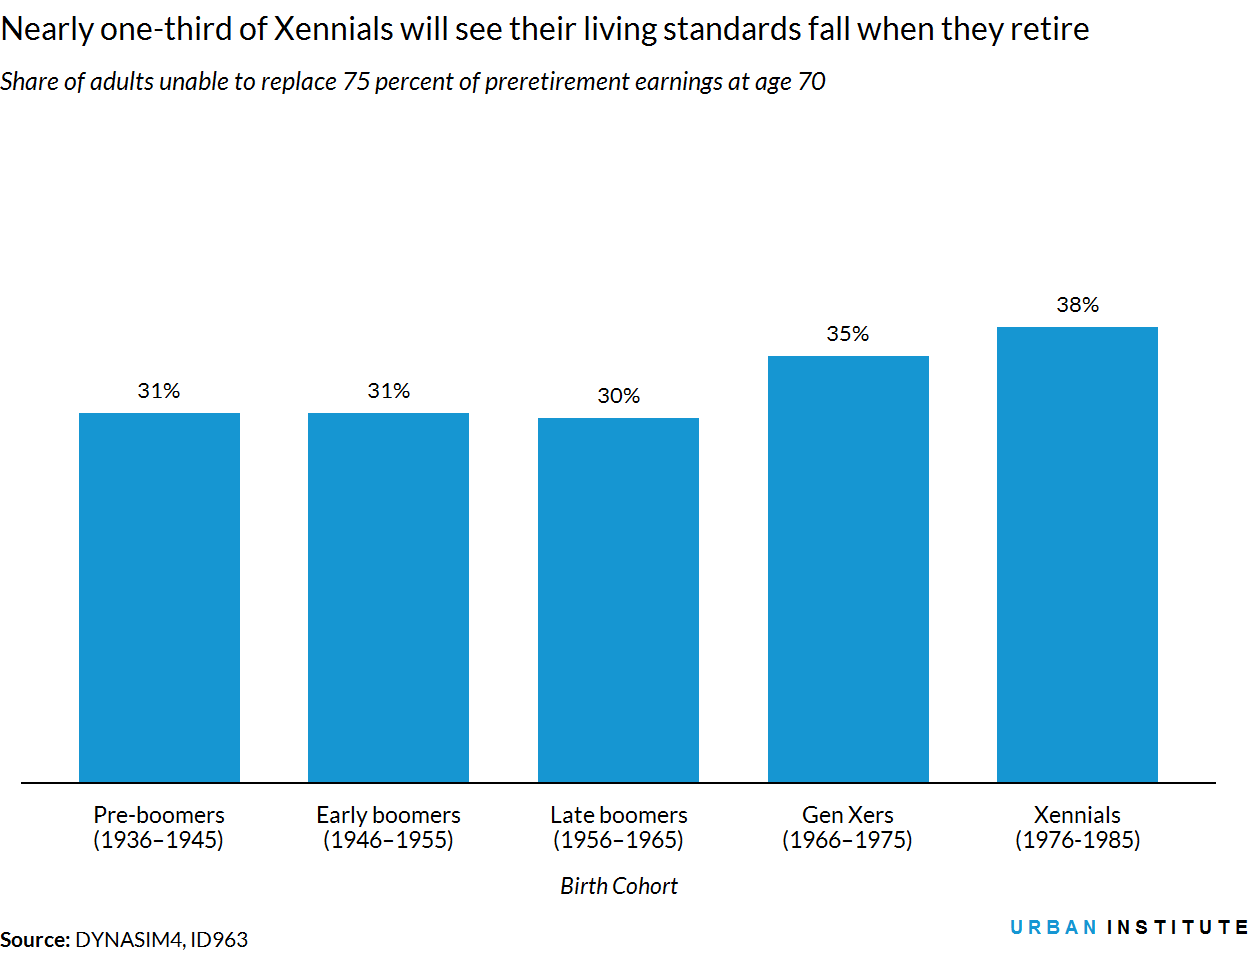 Nearly one-third of Xennials will see their living standards fall when they retire
Share of adults unable to replace 75 percent of preretirement earnings at age 70
31%
31%
30%
35%
38%
Pre-boomers
(1936–1945)
Early boomers
(1946–1955)
Late boomers
(1956–1965)
Gen Xers
(1966–1975)
Xennials
(1976-1985)
Birth Cohort
URBAN INSTITUTE
Source: DYNASIM4, ID963